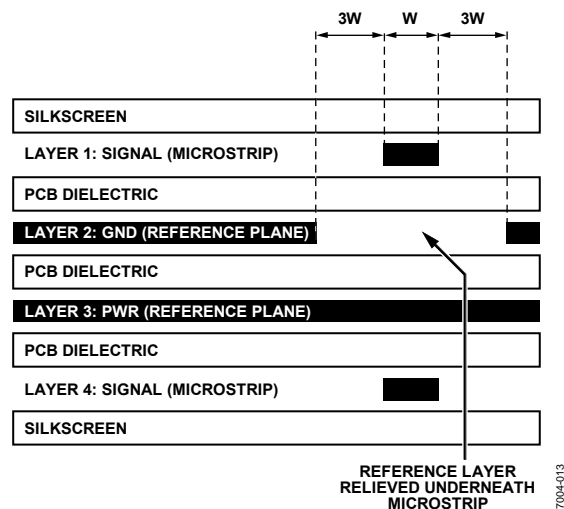 3W W 3W
SILKSCREEN
LAYER 1: SIGNAL (MICROSTRIP)
PCB DIELECTRIC
LAYER 2: GND (REFERENCE PLANE)
PCB DIELECTRIC
LAYER 3: PWR (REFERENCE PLANE)
PCB DIELECTRIC
LAYER 4: SIGNAL (MICROSTRIP)
SILKSCREEN
REFERENCE LAYER
RELIEVED UNDERNEATH
MICROSTRIP
7004-013